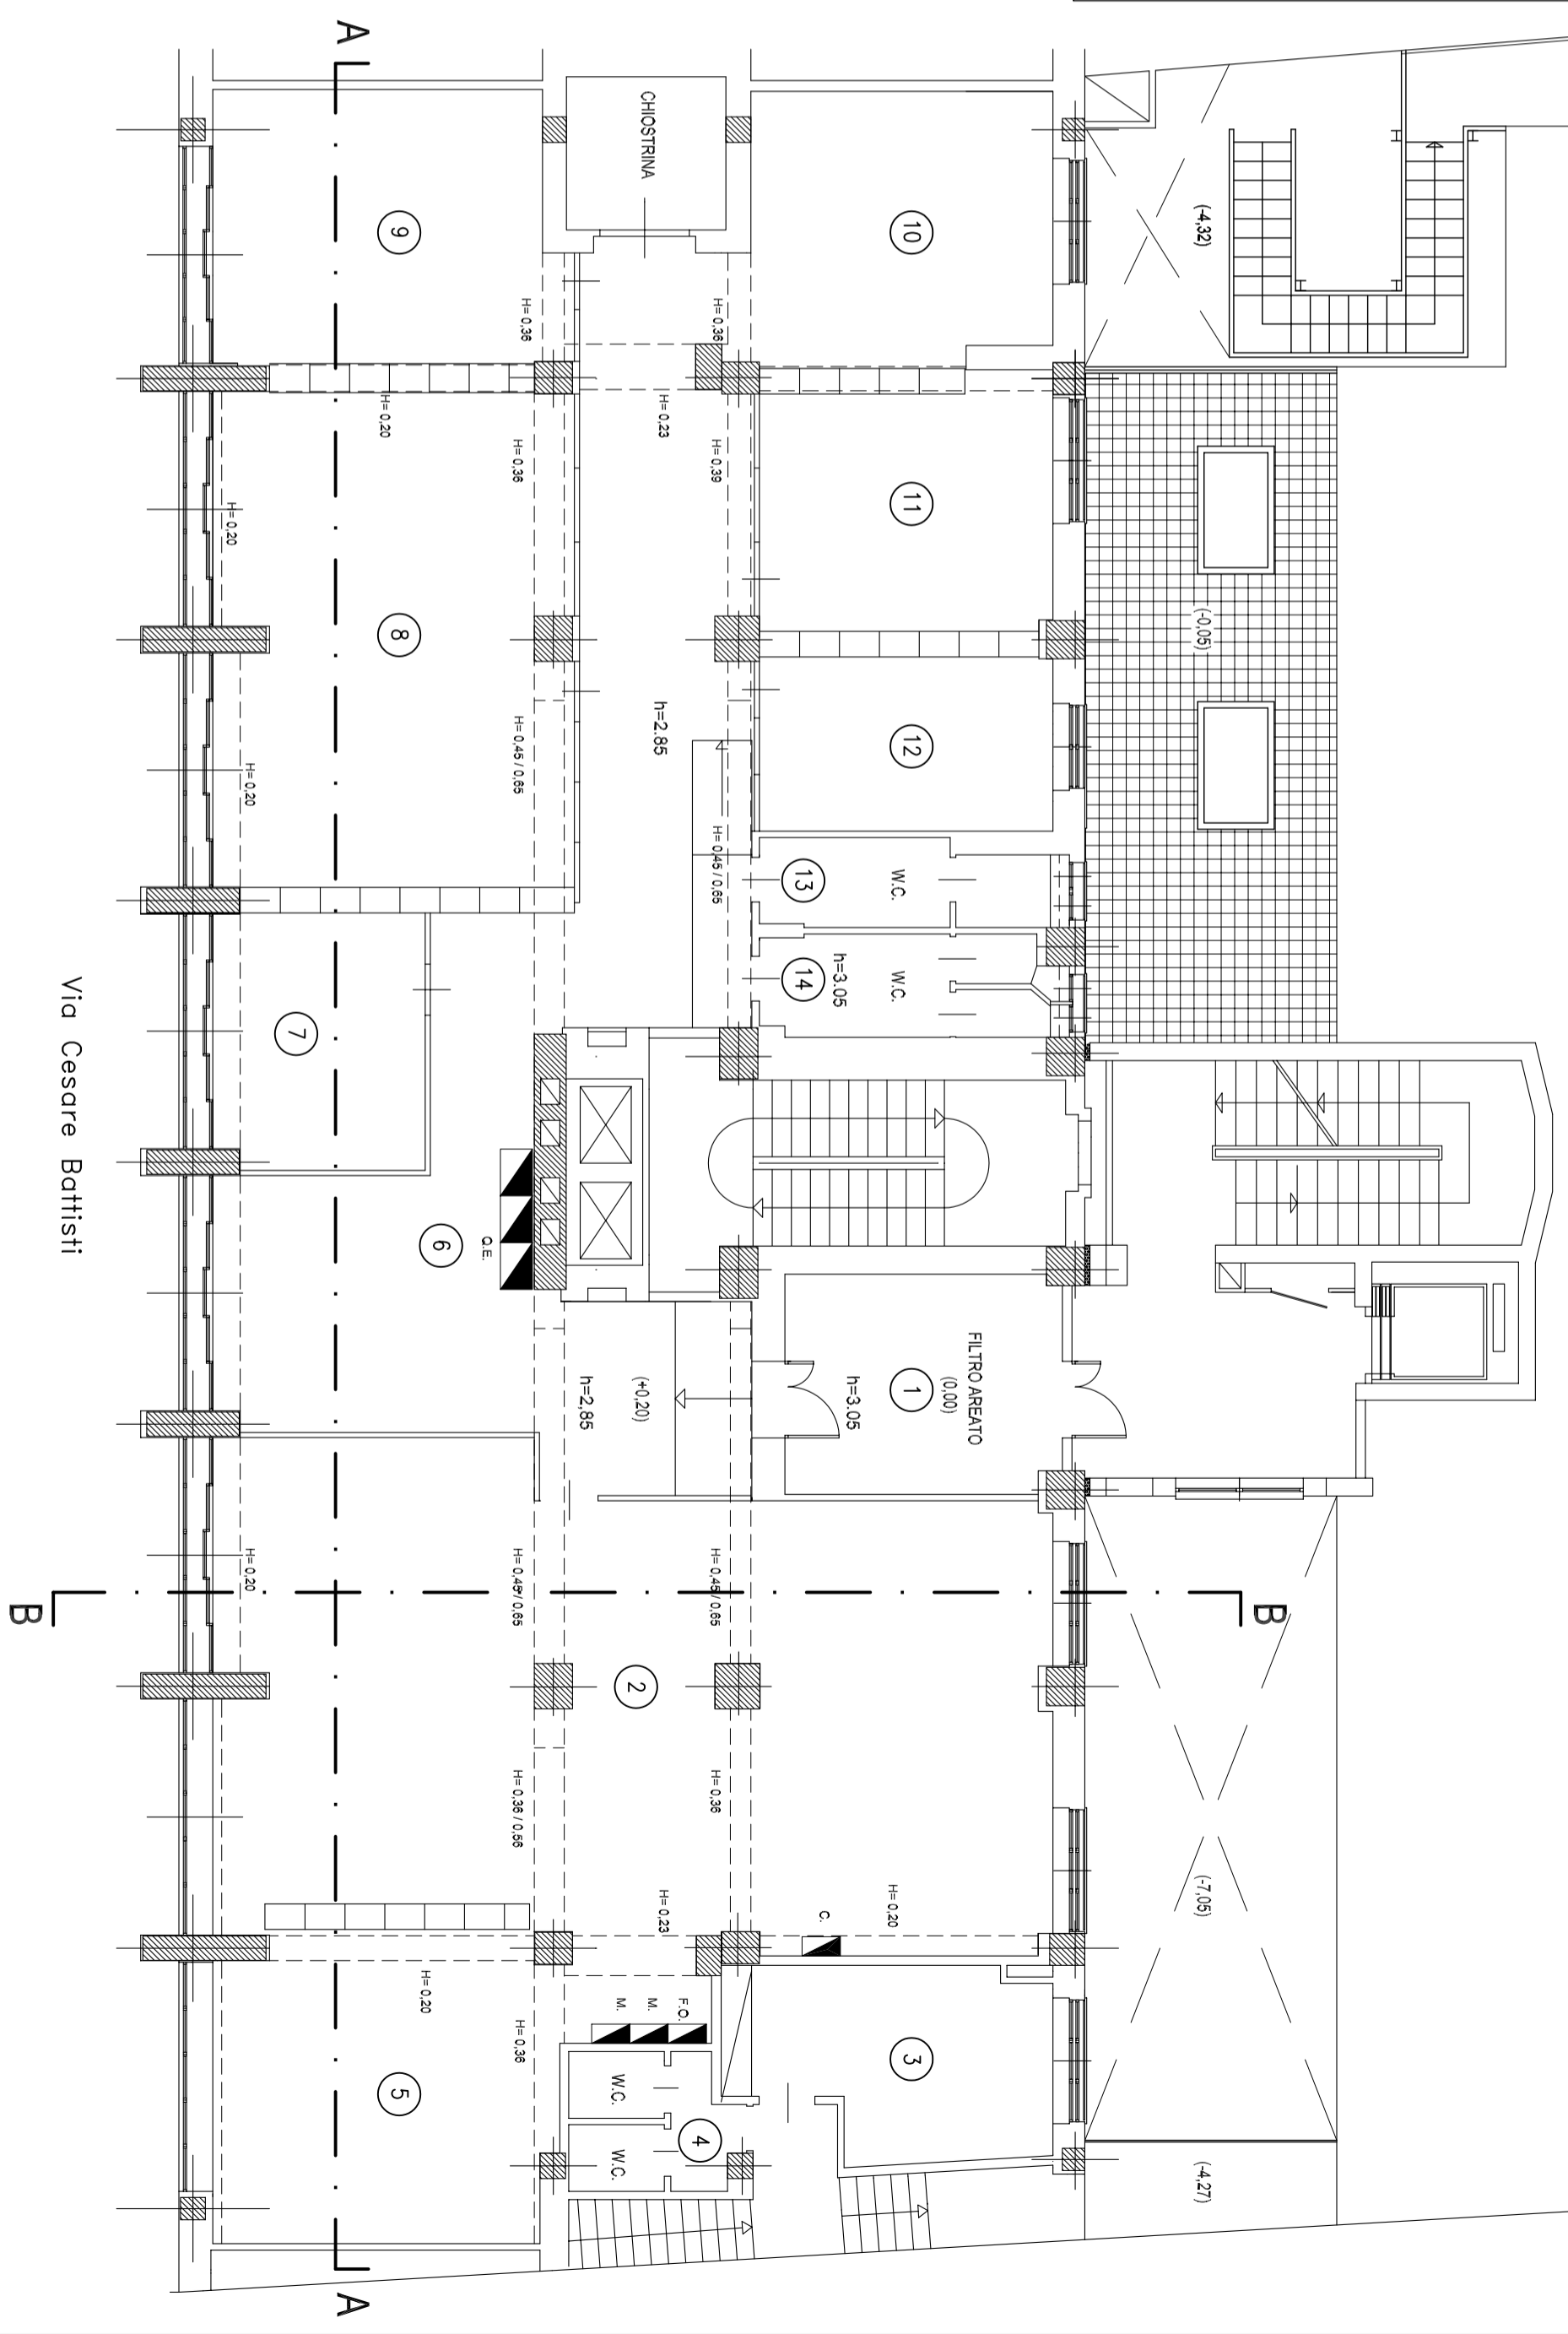 A
CHIOSTRINA
(-4,32)
9
10
H= 0,36
H= 0,36
H= 0,20
H= 0,23
H= 0,36
H= 0,39
H= 0,20
11
(-0,05)
8
h=2.85
12
H= 0,45 / 0,65
H= 0,20
H= 0,45 / 0,65
13
W.C.
14
h=3.05
W.C.
7
Via Cesare Battisti
6
Q.E.
FILTRO AREATO
(0,00)
1
h=3.05
(+0,20)
h=2,85
H= 0,20
H= 0,45/ 0,65
H= 0,45/ 0,65
B
B
2
H= 0,36 / 0,56
H= 0,36
H= 0,23
C.
H= 0,20
(-7,05)
H= 0,20
H= 0,36
M.
M.
F.O.
3
5
W.C.
4
W.C.
(-4,27)
A